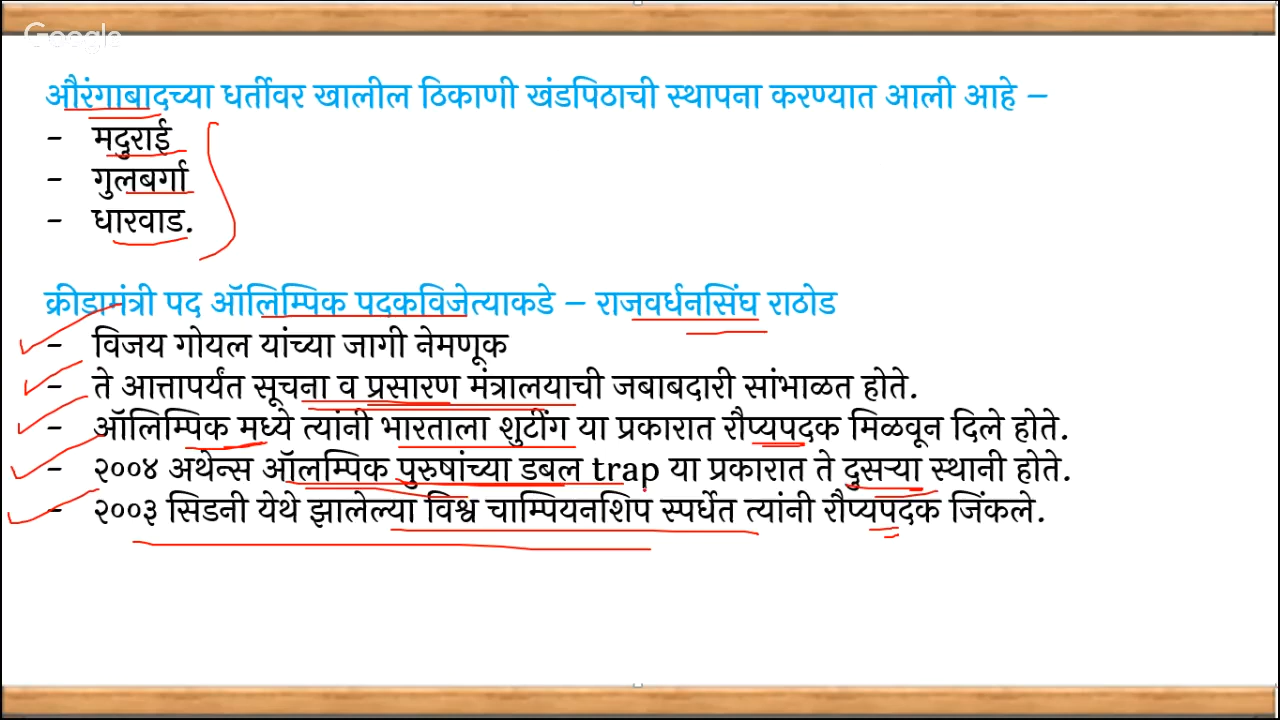 Google
औरंगाबादच्या धर्तीवर खालील ठिकाणी खंडपिठाची स्थापना करण्यात आली आहे –
- मदुराई
- गुलबर्गा
- धारवाड.
क्रीडामंत्री पद ऑलिम्पिक पदकविजेत्याकडे – राजवर्धनसिंघ राठोड
- विजय गोयल यांच्या जागी नेमणूक
- ते आत्तापर्यंत सूचना व प्रसारण मंत्रालयाची जबाबदारी सांभाळत होते.
- ऑलिम्पिक मध्ये त्यांनी भारताला शुटींग या प्रकारात रौप्यपदक मिळवून दिले होते.
- २००४ अथेन्स ऑलम्पिक पुरुषांच्या डबल trap या प्रकारात ते दुसऱ्या स्थानी होते.
- २००३ सिडनी येथे झालेल्या विश्व चाम्पियनशिप स्पर्धेत त्यांनी रौप्यपदक जिंकले.